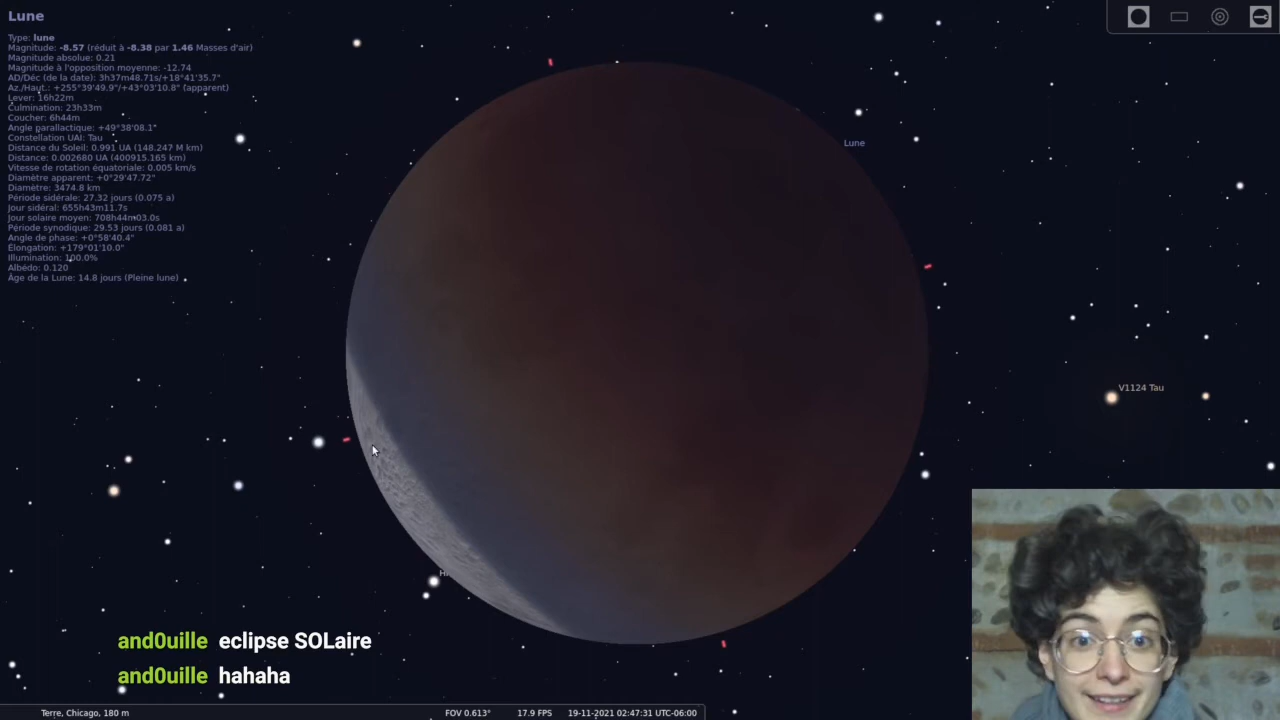 Lune
Type: lune
Magnitude: -8.57 (réduit à -8.38 par 1.46 Masses d'air)
Magnitude absolue: 0.21
Magnitude à l'opposition moyenne: -12.74
AD/Déc (de la date): 3h37m48.71s/+18°41'35.7"
Az./Haut.: +255°39'49.9"/+43°03'10.8" (apparent)
Lever: 16h22m
Culmination: 23h33m
Coucher: 6h44m
Angle parallactique: +49°38'08.1"
Constellation UAI: Tau
Distance du Soleil: 0.991 UA (148.247 M km)
Distance: 0.002680 UA (400915.165 km)
Vitesse de rotation équatoriale: 0.005 km/s
Diamètre apparent: +0°29'47.72"
Diamètre: 3474.8 km
Période sidérale: 27.32 jours (0.075 a)
Jour sidéral: 655h43m11.7s
Jour solaire moyen: 708h44m03.0s
Période synodique: 29.53 jours (0.081 a)
Angle de phase: +0°58'40.4"
Élongation: +179°01'10.0"
Illumination: 100.0%
Albédo: 0.120
Âge de la Lune: 14.8 jours (Pleine lune)
Lune
V1124 Tau
and0uille eclipse SOLaire
and0uille hahaha
Terre, Chicago, 180 m
FOV 0.613°
17.9 FPS
19-11-2021 02:47:31 UTC-06:00